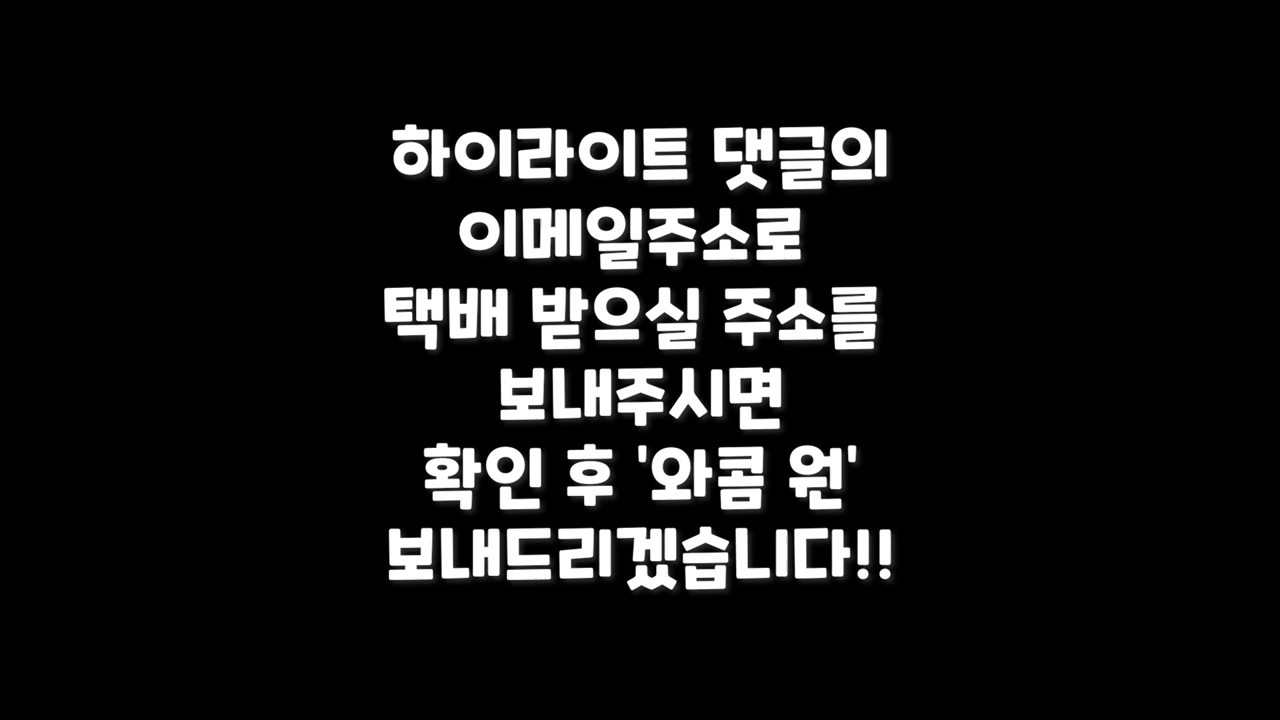 하이라이트 댓글의
이메일주소로
택배 받으실 주소를
보내주시면
확인 후 '와콤 원'
보내드리겠습니다!!